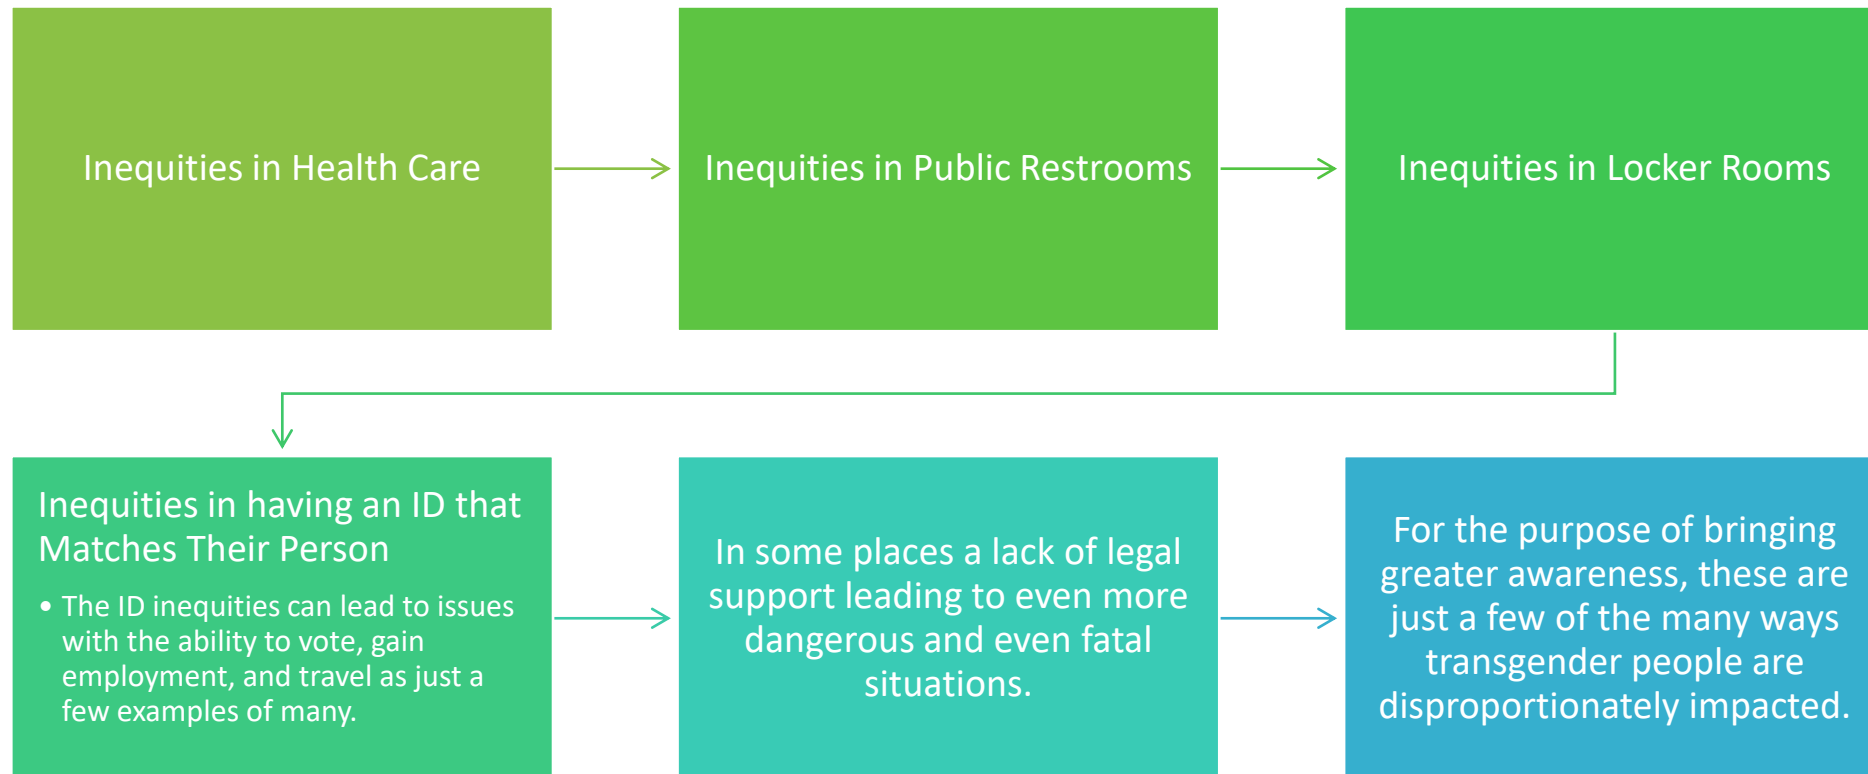 Inequities in Health Care
Inequities in Public Restrooms
Inequities in Locker Rooms
Inequities in having an ID that
Matches Their Person
• The ID inequities can lead to issues
with the ability to vote, gain
employment, and travel as just a
few examples of many.
In some places a lack of legal
support leading to even more
dangerous and even fatal
situations.
For the purpose of bringing
greater awareness, these are
just a few of the many ways
transgender people are
disproportionately impacted.